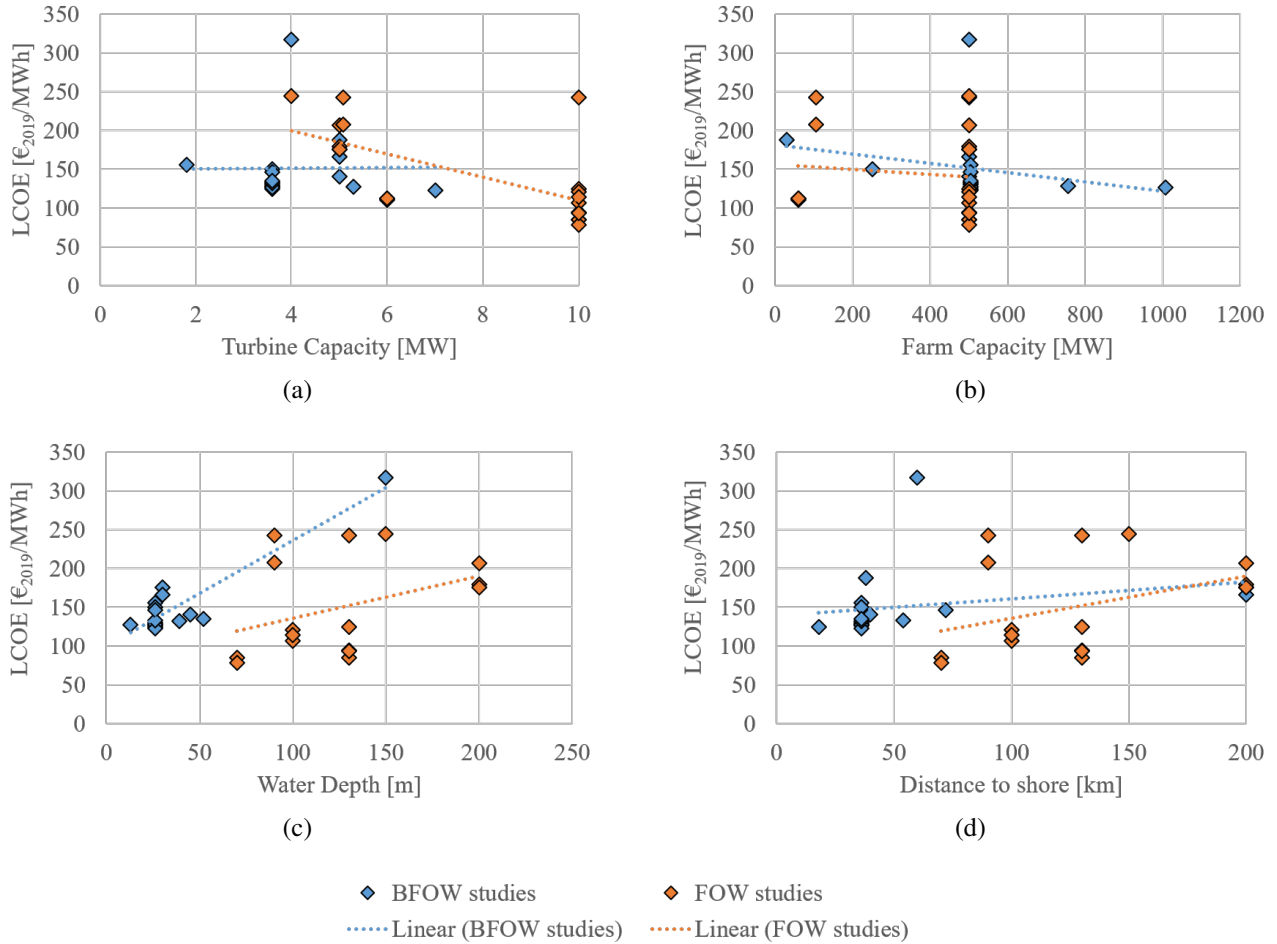 350
300
250
200
150
100
50
0
LCOE [€2019/MWh]
0 2 4 6 8 10
Turbine Capacity [MW]
(a)
350
300
250
200
150
100
50
0
LCOE [€2019/MWh]
0 200 400 600 800 1000 1200
Farm Capacity [MW]
(b)
350
300
250
200
150
100
50
0
LCOE [€2019/MWh]
0 50 100 150 200 250
Water Depth [m]
(c)
350
300
250
200
150
100
50
0
LCOE [€2019/MWh]
0 50 100 150 200
Distance to shore [km]
(d)
BFOW studies FOW studies
Linear (BFOW studies) Linear (FOW studies)